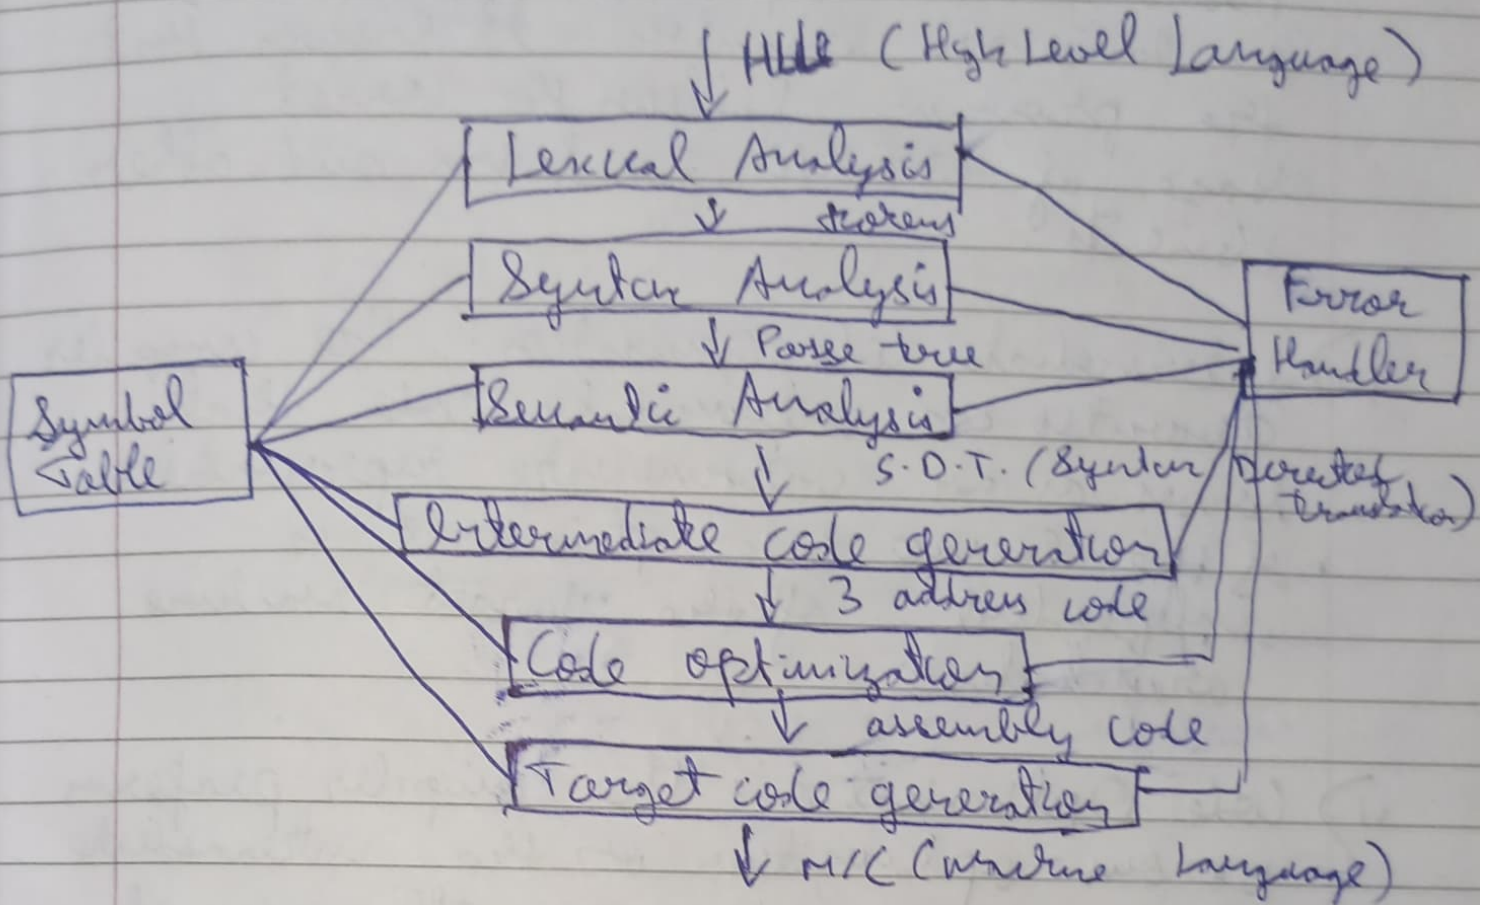 HLL (High Level Language)
Lexical Analysis
tokens
Syntax Analysis
Parse tree
Error
Handler
Semantic Analysis
Symbol
Table
S.D.T. (Syntax Directed
translation)
Intermediate code generation
3 address code
Code optimization
assembly code
Target code generation
M/C (Machine Language)